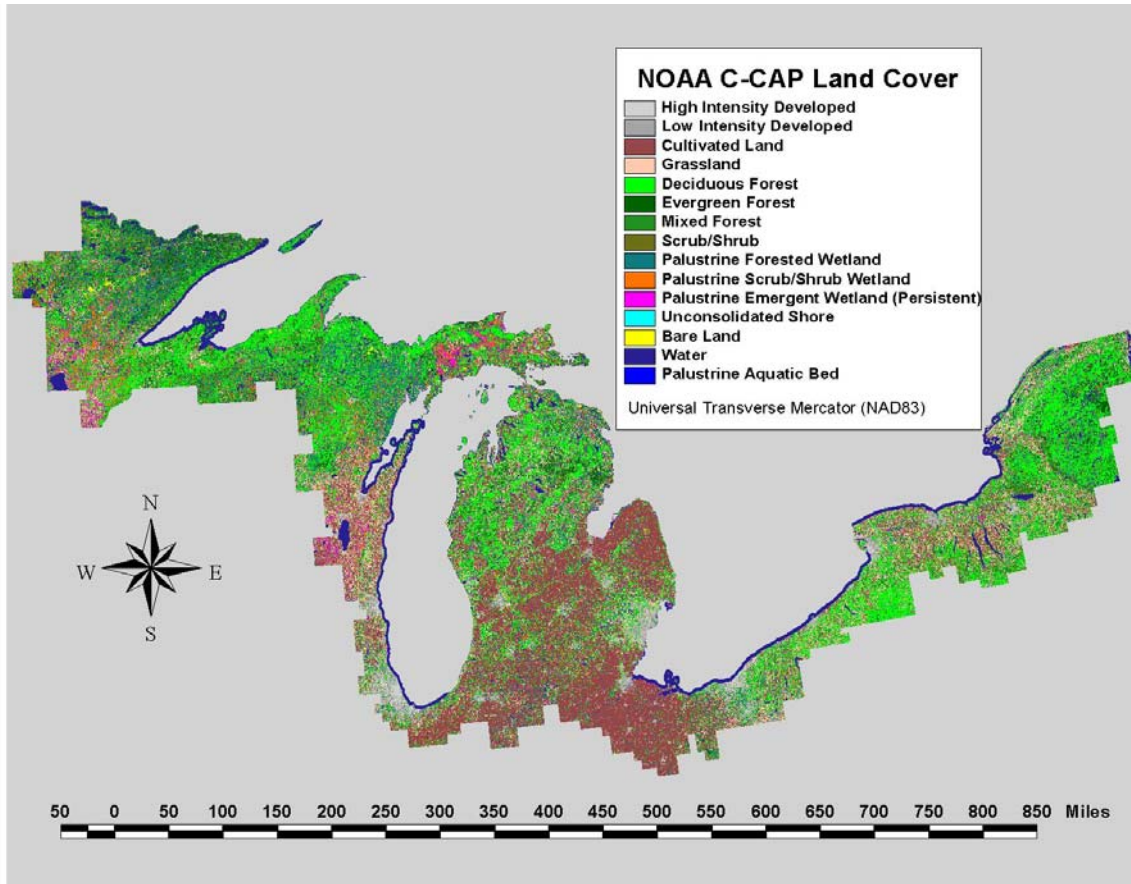 NOAA C-CAP Land Cover
High Intensity Developed
Low Intensity Developed
Cultivated Land
Grassland
Deciduous Forest
Evergreen Forest
Mixed Forest
Scrub/Shrub
Palustrine Forested Wetland
Palustrine Scrub/Shrub Wetland
Palustrine Emergent Wetland (Persistent)
Unconsolidated Shore
Bare Land
Water
Palustrine Aquatic Bed
Universal Transverse Mercator (NAD83)
N
W E
S
50 0 50 100 150 200 250 300 350 400 450 500 550 600 650 700 750 800 850 Miles